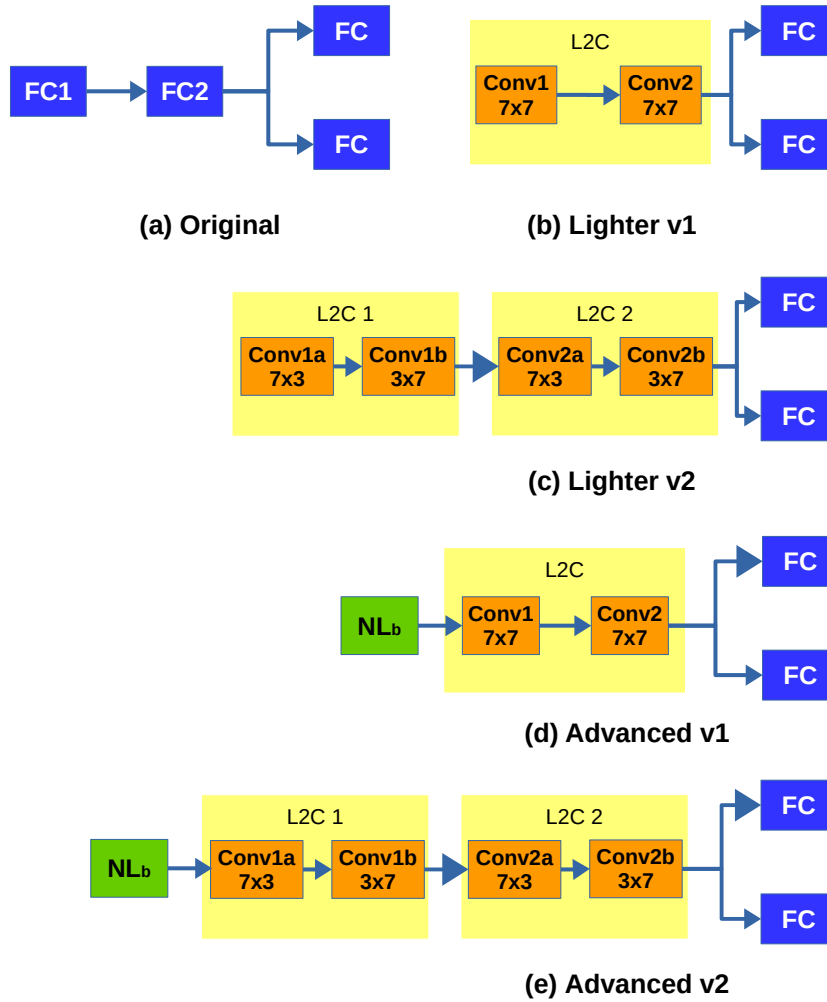 FC
FC1
FC2
FC
(a) Original
L2C
Conv1
7x7
Conv2
7x7
FC
FC
(b) Lighter v1
L2C 1
Conv1a
7x3
Conv1b
3x7
L2C 2
Conv2a
7x3
Conv2b
3x7
FC
FC
(c) Lighter v2
NLb
L2C
Conv1
7x7
Conv2
7x7
FC
FC
(d) Advanced v1
NLb
L2C 1
Conv1a
7x3
Conv1b
3x7
L2C 2
Conv2a
7x3
Conv2b
3x7
FC
FC
(e) Advanced v2